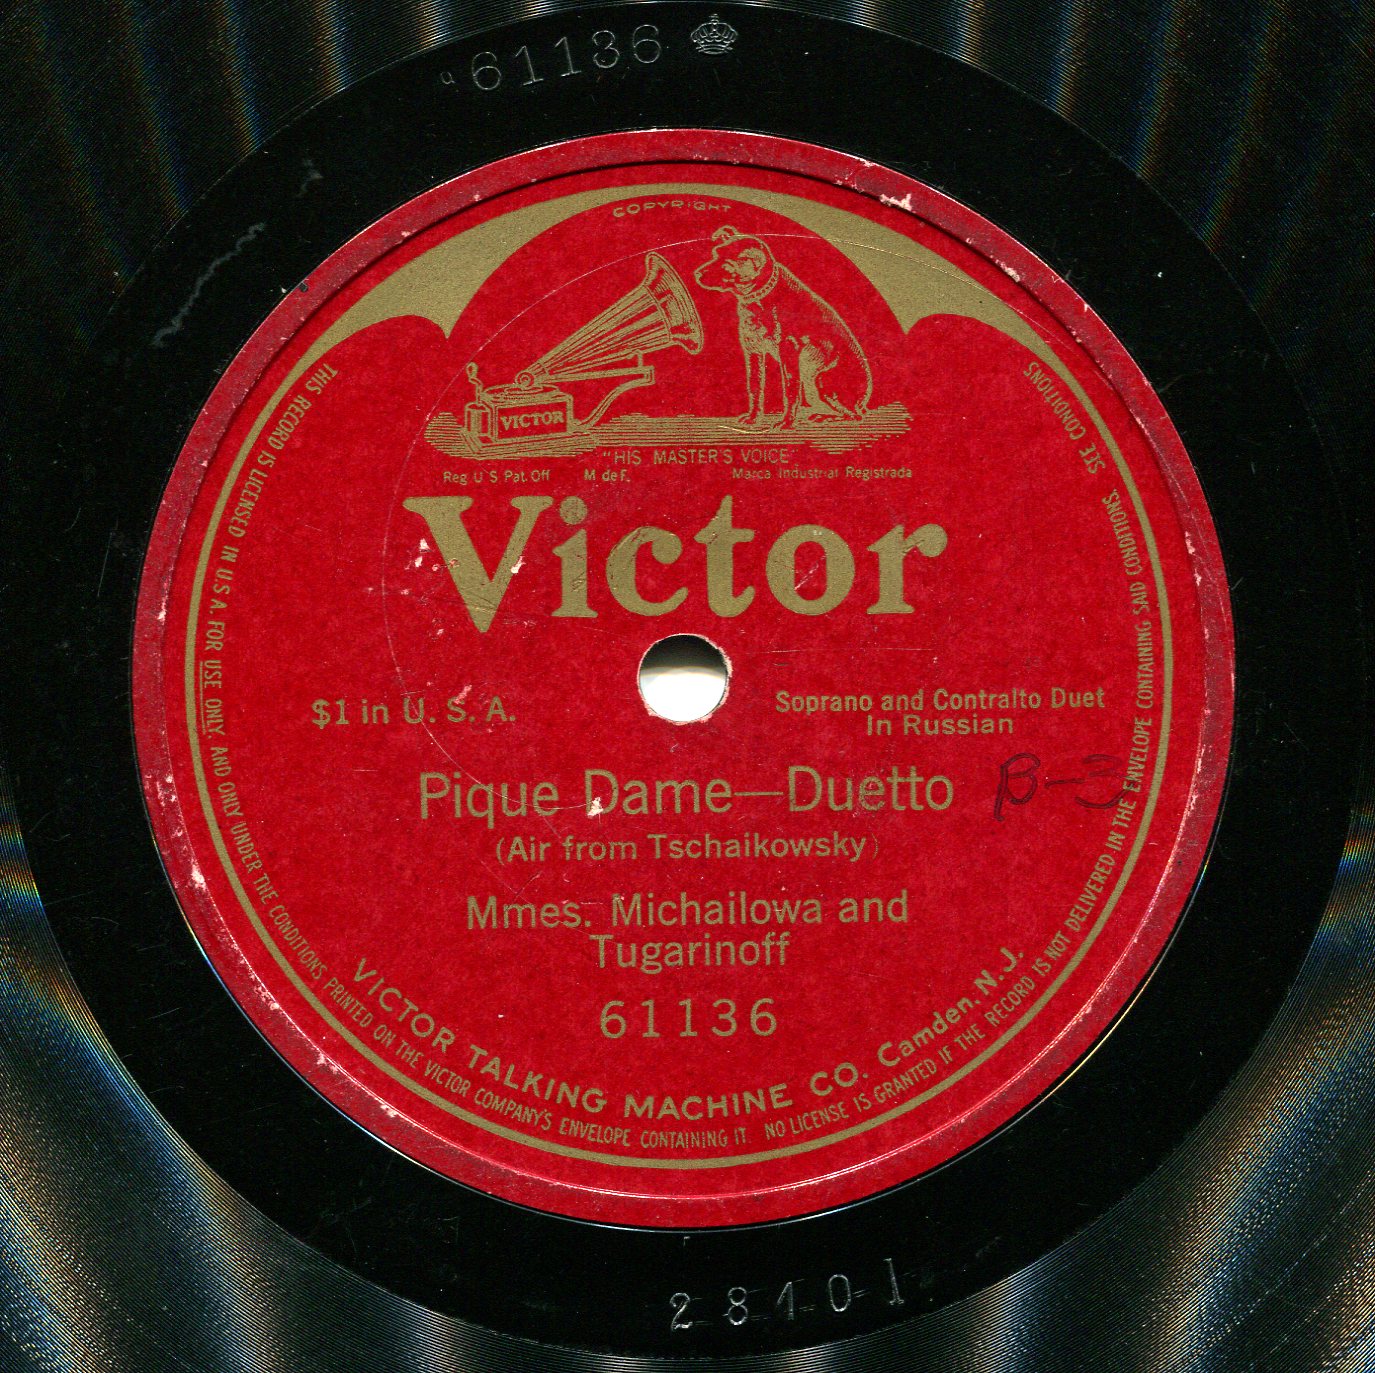 61136
COPYRIGHT
VICTOR
"HIS MASTER'S VOICE"
Reg. U S Pat. Off M de F. Marca Industrial Registrada
Victor
$1 in U. S. A.
Soprano and Contralto Duet
In Russian
Pique Dame—Duetto
B-3
(Air from Tschaikowsky)
Mmes. Michailowa and
Tugarinoff
61136
VICTOR TALKING MACHINE CO. Camden, N. J.
THIS RECORD IS LICENSED IN U.S.A. FOR USE ONLY, AND ONLY UNDER THE CONDITIONS PRINTED ON THE VICTOR COMPANY'S ENVELOPE CONTAINING IT. NO LICENSE IS GRANTED IF THE RECORD IS NOT DELIVERED IN THE ENVELOPE CONTAINING SAID CONDITIONS. SEE CONDITIONS
28101